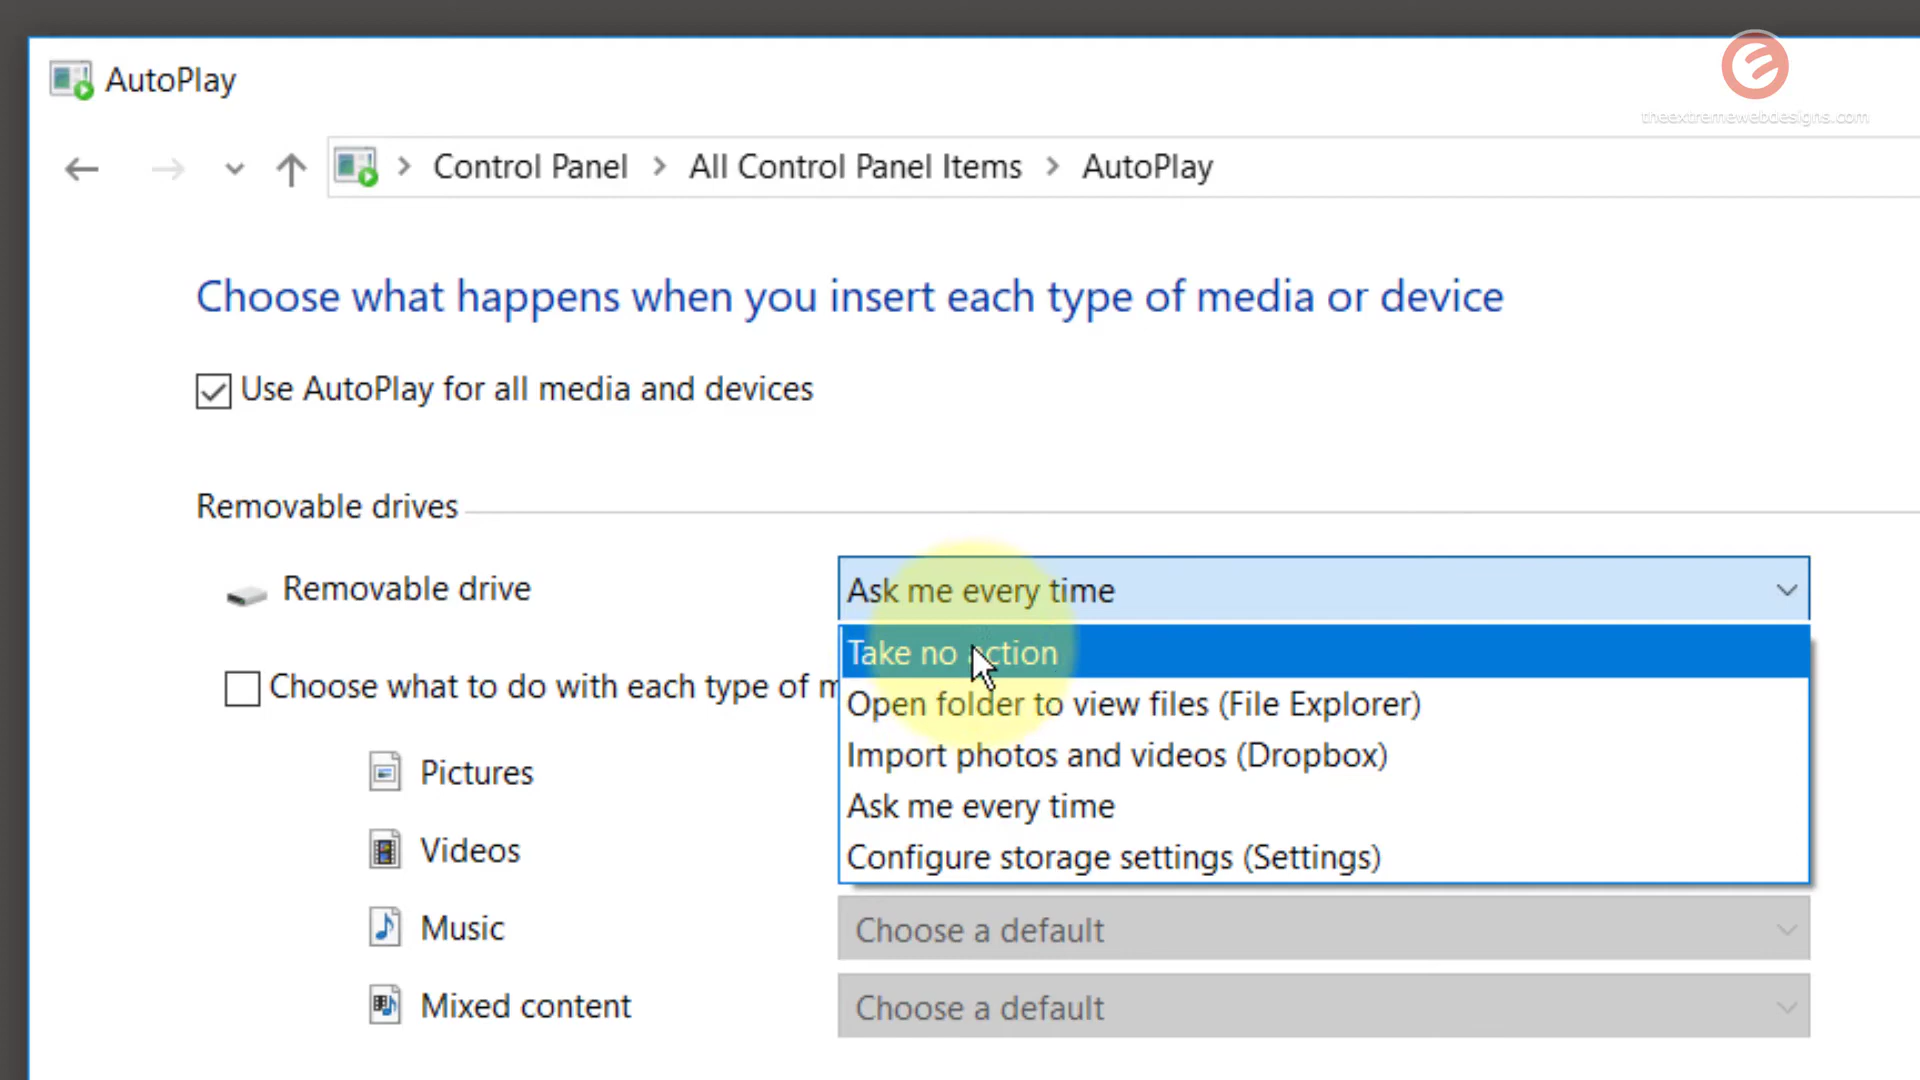 AutoPlay
theextremewebdesigns.com
Control Panel > All Control Panel Items > AutoPlay
Choose what happens when you insert each type of media or device
Use AutoPlay for all media and devices
Removable drives
Removable drive
Ask me every time
Take no action
Choose what to do with each type of m
Open folder to view files (File Explorer)
Import photos and videos (Dropbox)
Pictures
Ask me every time
Videos
Configure storage settings (Settings)
Music
Choose a default
Mixed content
Choose a default